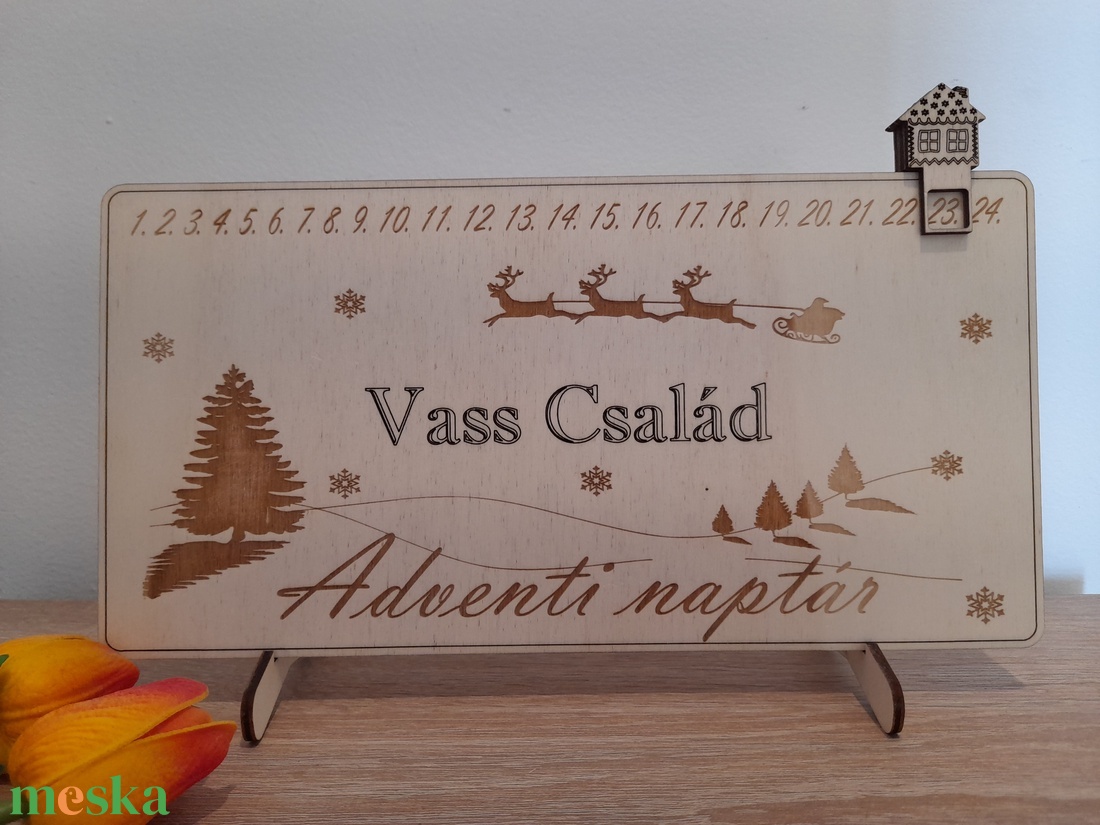 1. 2. 3. 4. 5. 6. 7. 8. 9. 10. 11. 12. 13. 14. 15. 16. 17. 18. 19. 20. 21. 22. 23. 24.
Vass Család
Adventi naptár
meska